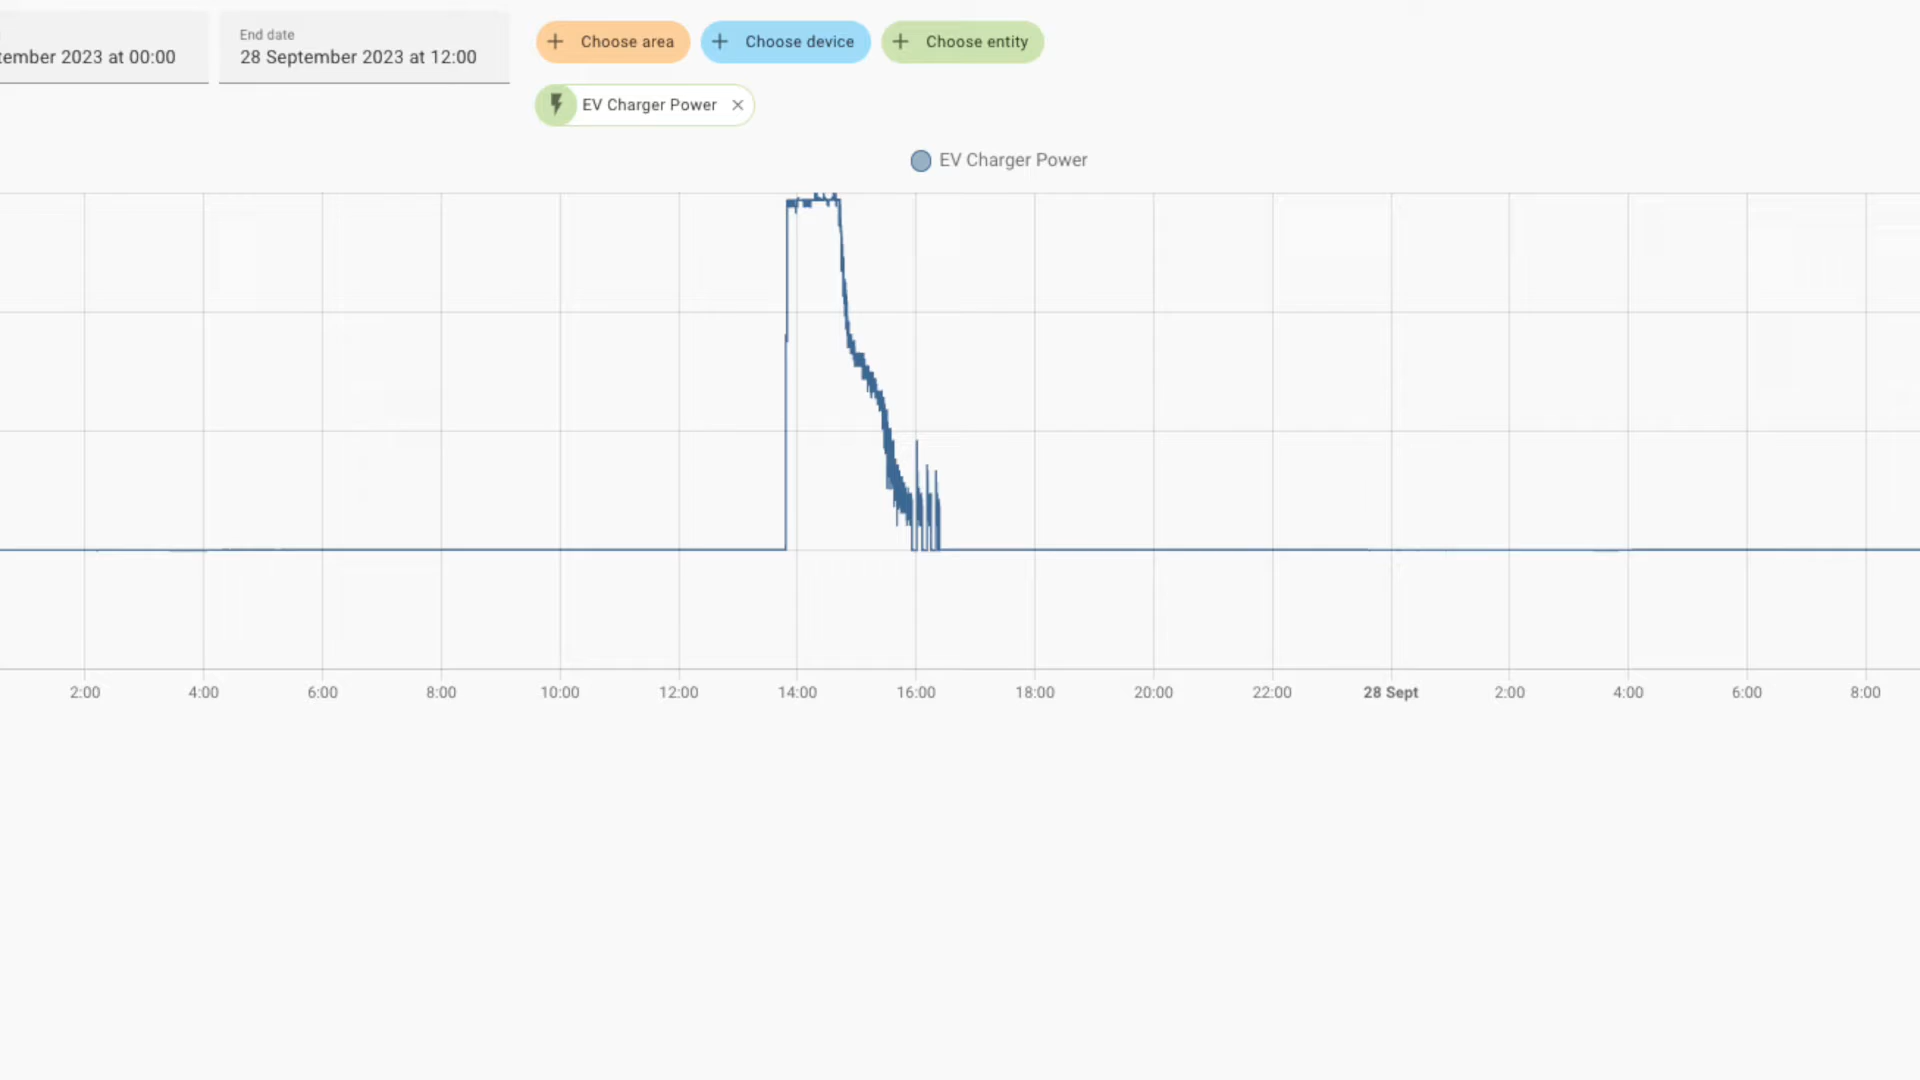 End date
tember 2023 at 00:00
28 September 2023 at 12:00
Choose area
Choose device
Choose entity
EV Charger Power
EV Charger Power
2:00
4:00
6:00
8:00
10:00
12:00
14:00
16:00
18:00
20:00
22:00
28 Sept
2:00
4:00
6:00
8:00